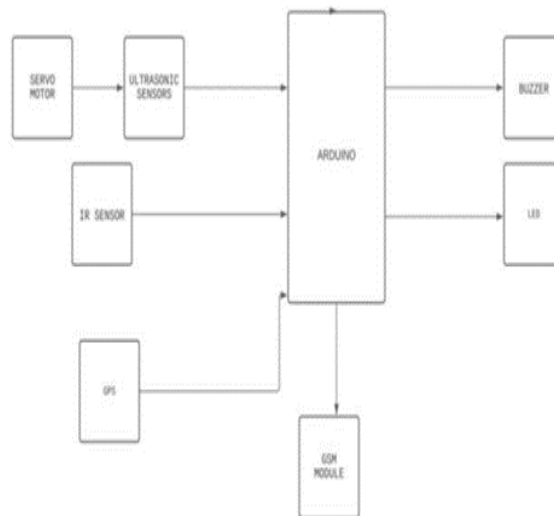 SERVO
MOTOR
ULTRASONIC
SENSORS
ARDUINO
BUZZER
IR SENSOR
LED
GPS
GSM
MODULE